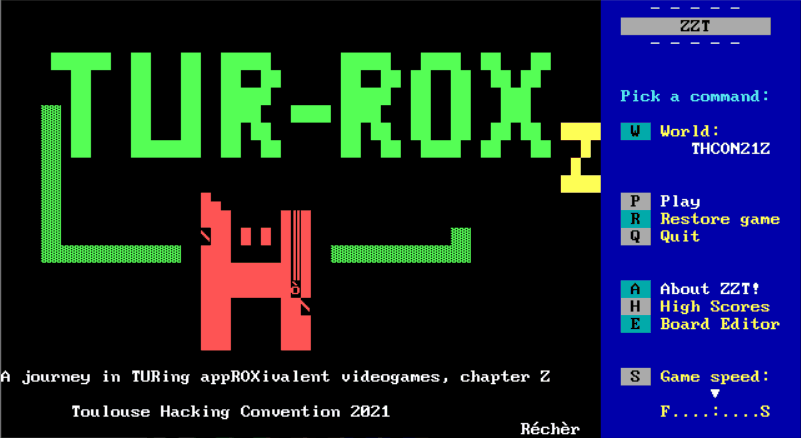 TUR-ROX
Z
A journey in TURing appROXivalent videogames, chapter Z
Toulouse Hacking Convention 2021
Réchèr
- - - - -
ZZT
- - - - -
Pick a command:
W World:
THCON21Z
P Play
R Restore game
Q Quit
A About ZZT!
H High Scores
E Board Editor
S Game speed:
F....:....S